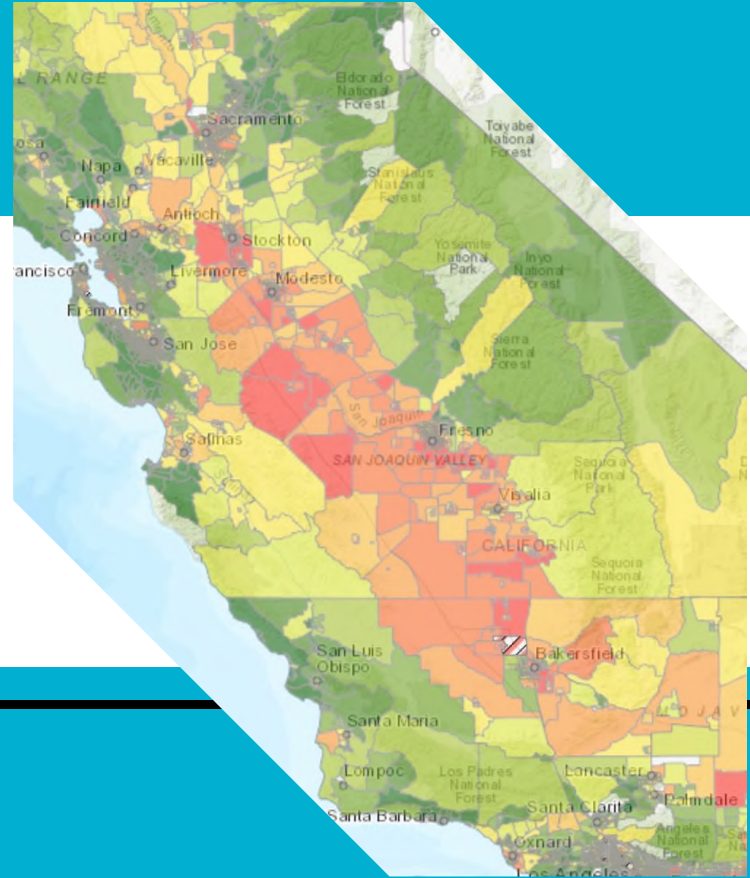 L RANGE
Eldorado
National
Forest
Sacramento
Toiyabe
National
Forest
osa
Napa
Vacaville
Stanislaus
National
Forest
Fairfield
Antioch
Concord
Stockton
Yosemite
National
Park
Inyo
National
Forest
ancisco
Livermore
Modesto
Fremont
San Jose
Sierra
National
Forest
San Joaquin
Fresno
Salinas
SAN JOAQUIN VALLEY
Sequoia
National
Park
Visalia
CALIFORNIA
Sequoia
National
Forest
San Luis
Obispo
Bakersfield
M O J A V
Santa Maria
Lompoc
Los Padres
National
Forest
Lancaster
Palmdale
Santa Clarita
Santa Barbara
Angeles
National
Forest
Oxnard
Los Angeles